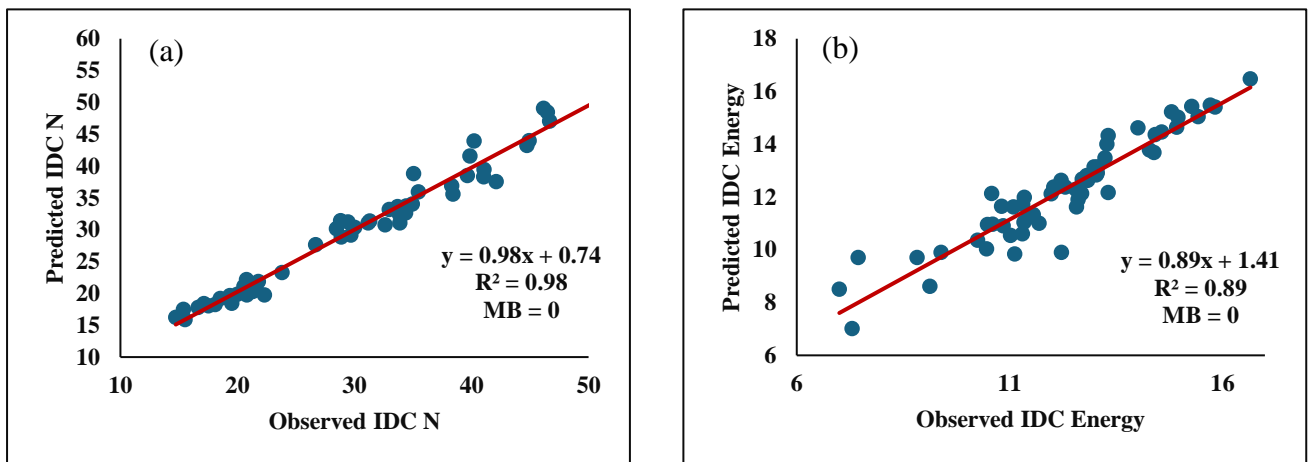 (a)
Predicted IDC N
60
55
50
45
40
35
30
25
20
15
10
y = 0.98x + 0.74
R² = 0.98
MB = 0
10 20 30 40 50
Observed IDC N
(b)
Predicted IDC Energy
18
16
14
12
10
8
6
y = 0.89x + 1.41
R² = 0.89
MB = 0
6 11 16
Observed IDC Energy